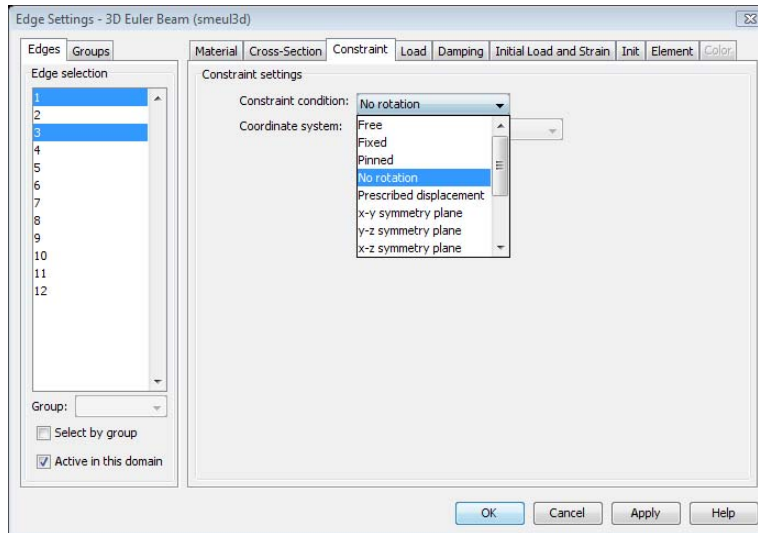 Edge Settings - 3D Euler Beam (smeul3d)
Edges Groups
Material Cross-Section Constraint Load Damping Initial Load and Strain Init Element Color
Edge selection
Constraint settings
1
2
3
4
5
6
7
8
9
10
11
12
Constraint condition: No rotation
Coordinate system:
Free
Fixed
Pinned
No rotation
Prescribed displacement
x-y symmetry plane
y-z symmetry plane
x-z symmetry plane
Group:
Select by group
Active in this domain
OK Cancel Apply Help